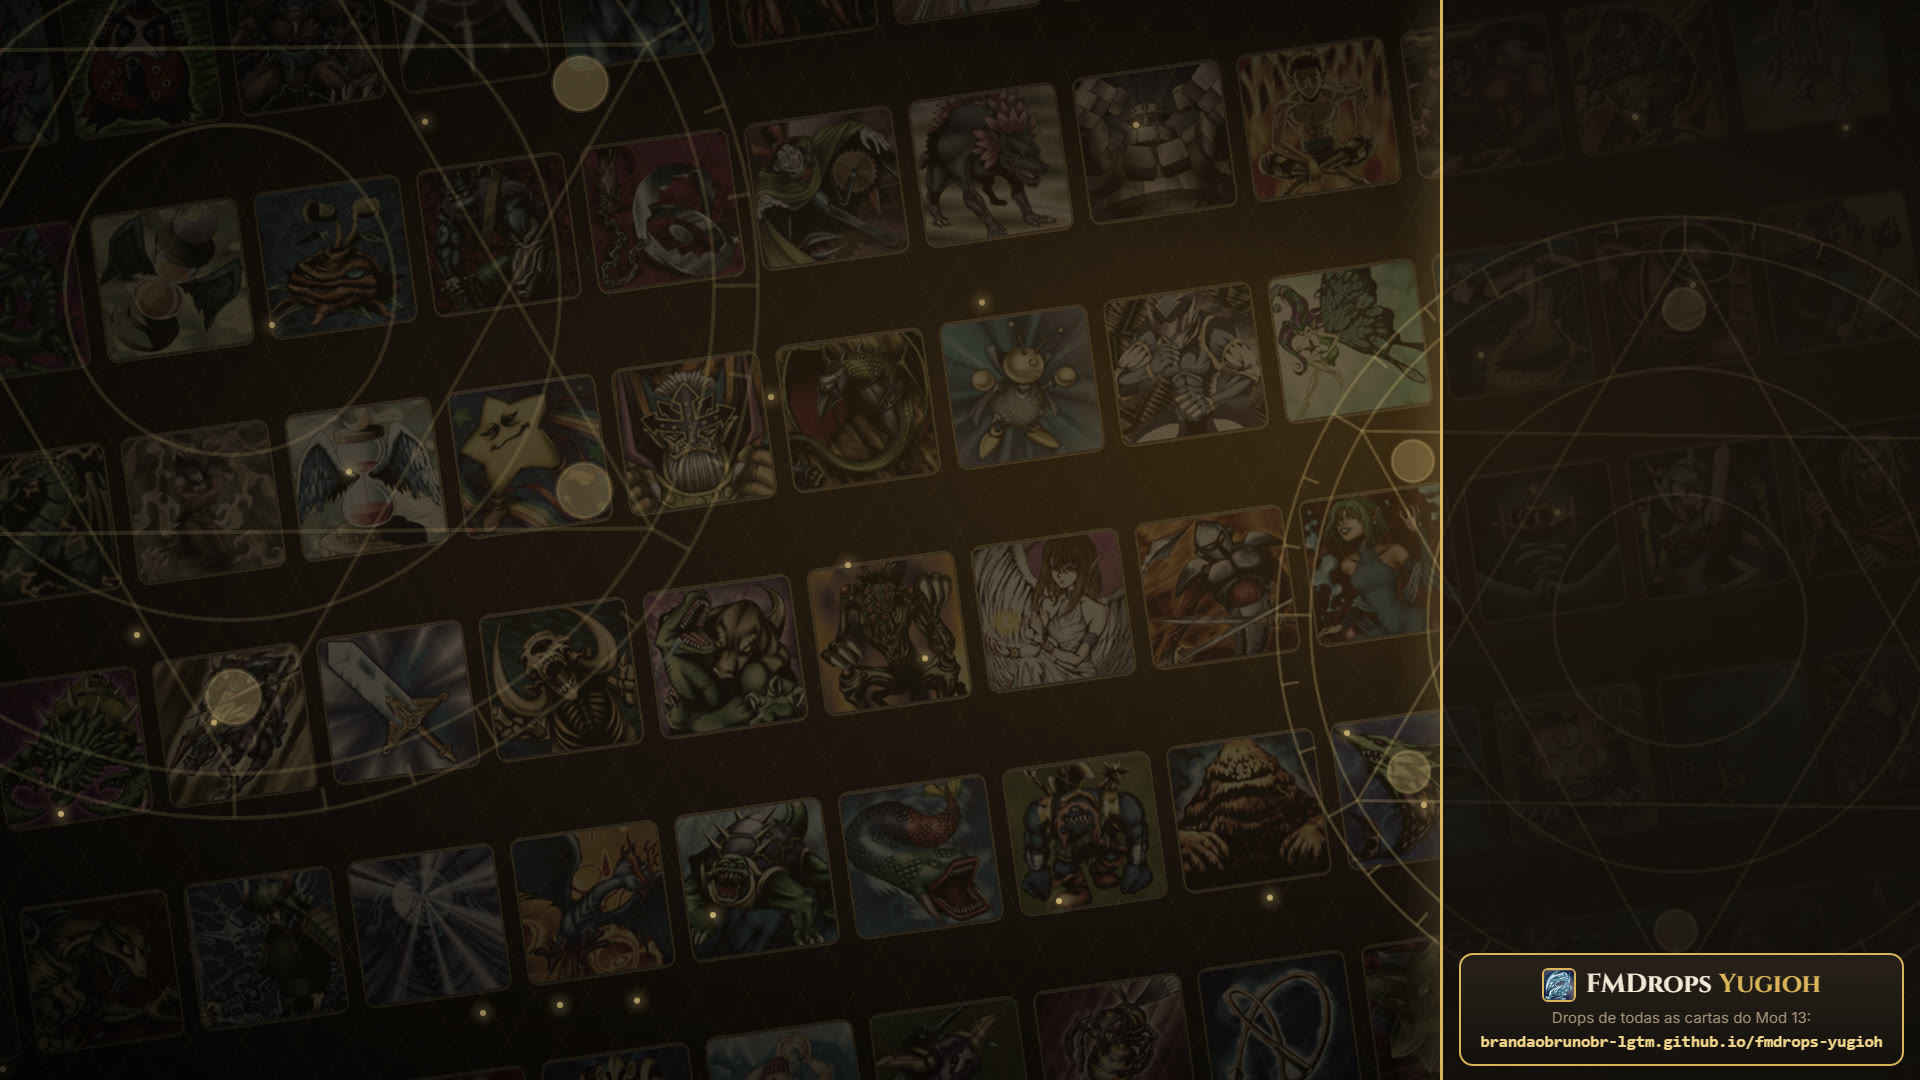 FMDrops Yugioh
Drops de todas as cartas do Mod 13:
brandaobrunobr-lgtm.github.io/fmdrops-yugioh